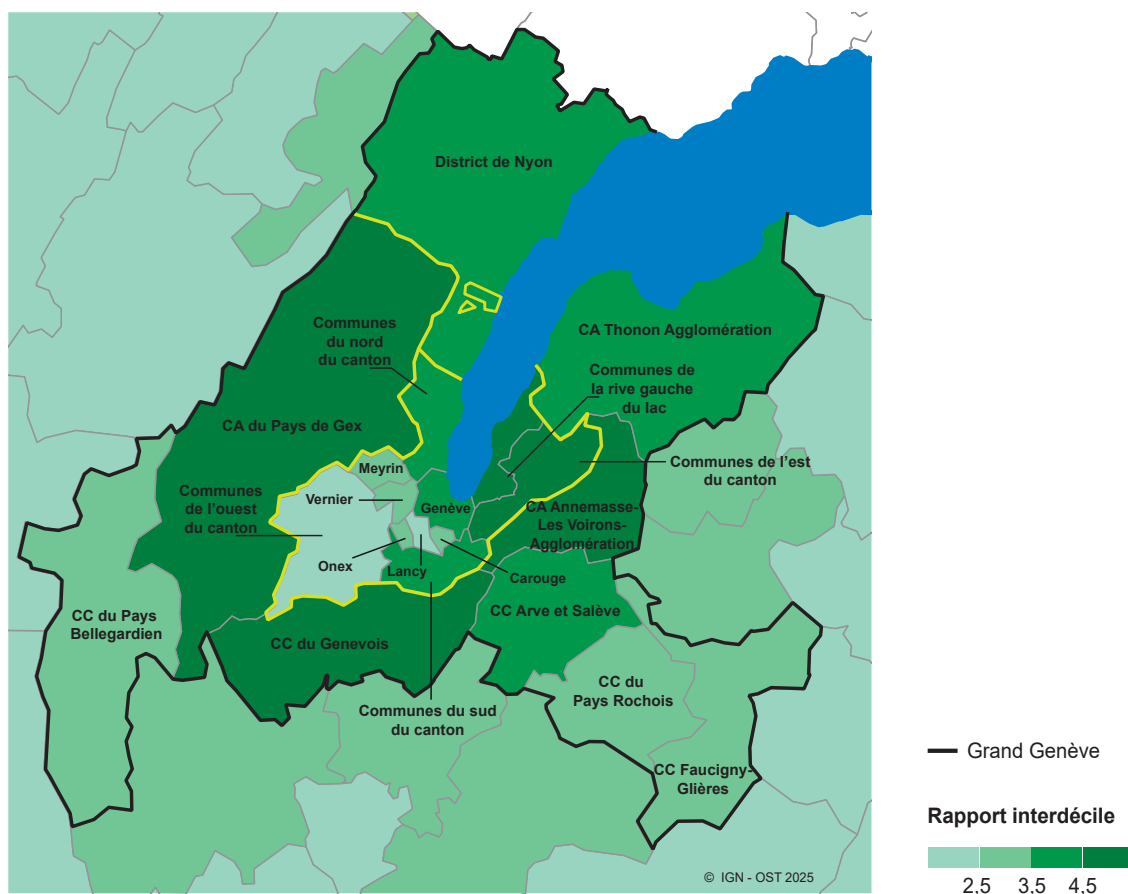 District de Nyon
Communes
du nord
du canton
CA Thonon Agglomération
Communes de
la rive gauche
du lac
CA du Pays de Gex
Meyrin
Communes de l'est
du canton
Communes
de l'ouest
du canton
Vernier
Genève
CA Annemasse-
Les Voirons-
Agglomération
Onex
Lancy
Carouge
CC du Pays
Bellegardien
CC Arve et Salève
CC du Genevois
CC du
Pays Rochois
Communes du sud
du canton
CC Faucigny-
Glières
© IGN - OST 2025
Grand Genève
Rapport interdécile
2,5 3,5 4,5